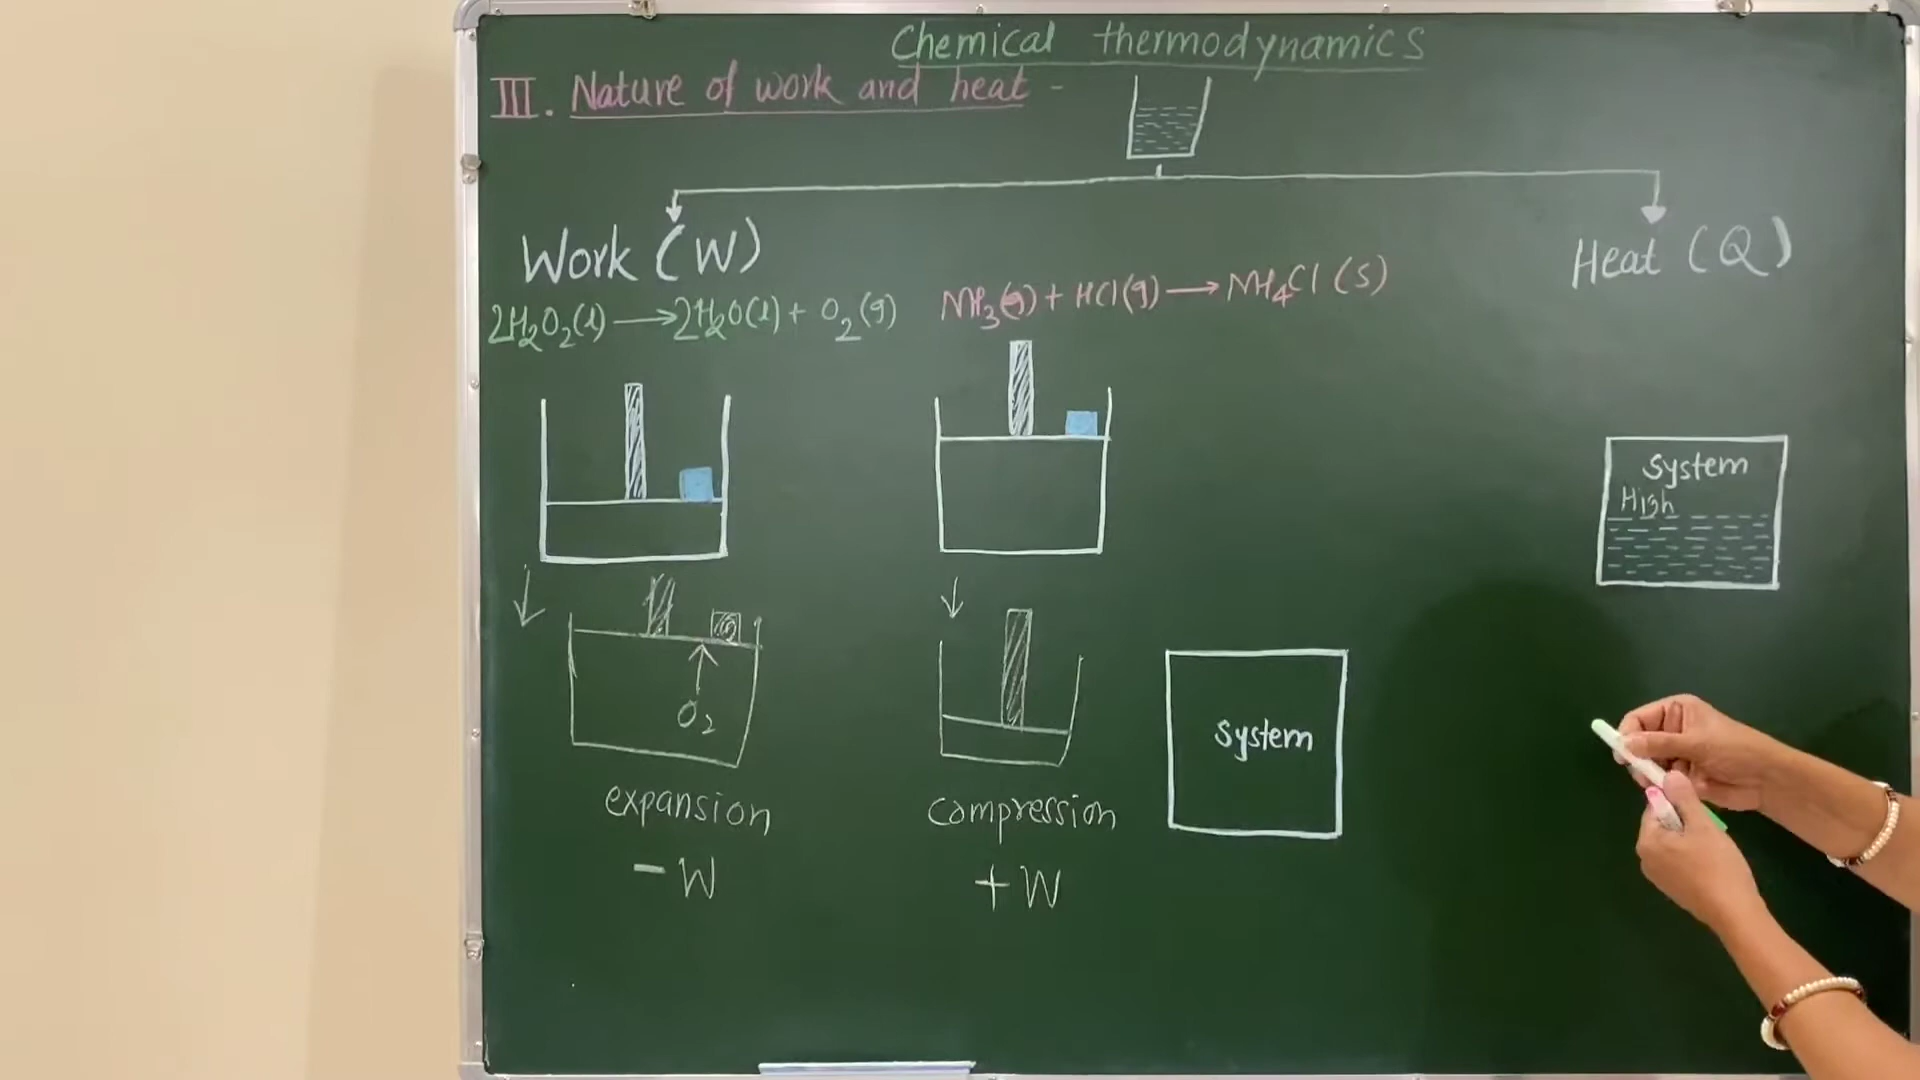 Chemical thermodynamics
III. Nature of work and heat -
Work (W)
Heat (Q)
2H₂O₂(l) → 2H₂O(l) + O₂(g)
NH₃(g) + HCl(g) → NH₄Cl (s)
System
High
O₂
System
expansion
compression
- W
+ W